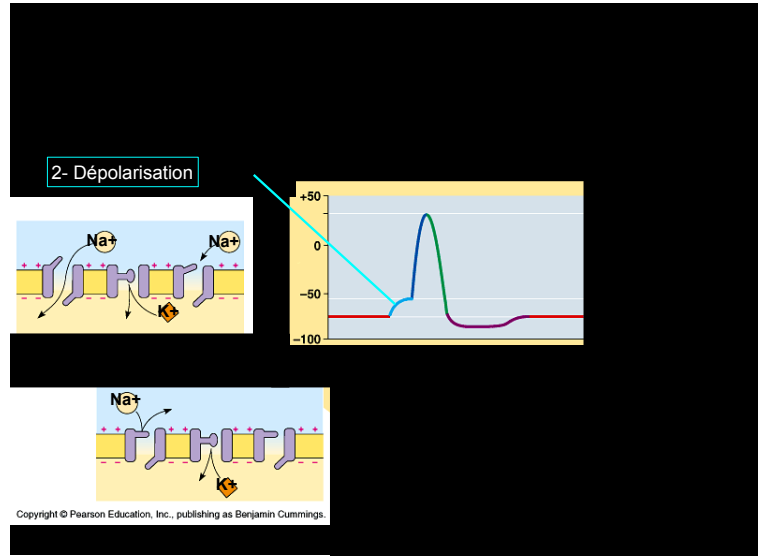 2- Dépolarisation
+50
0
−50
−100
Na+ Na+
+ + + + + +
− − − − − −
K+
Na+
+ + + + + +
− − − − − −
K+
Copyright © Pearson Education, Inc., publishing as Benjamin Cummings.